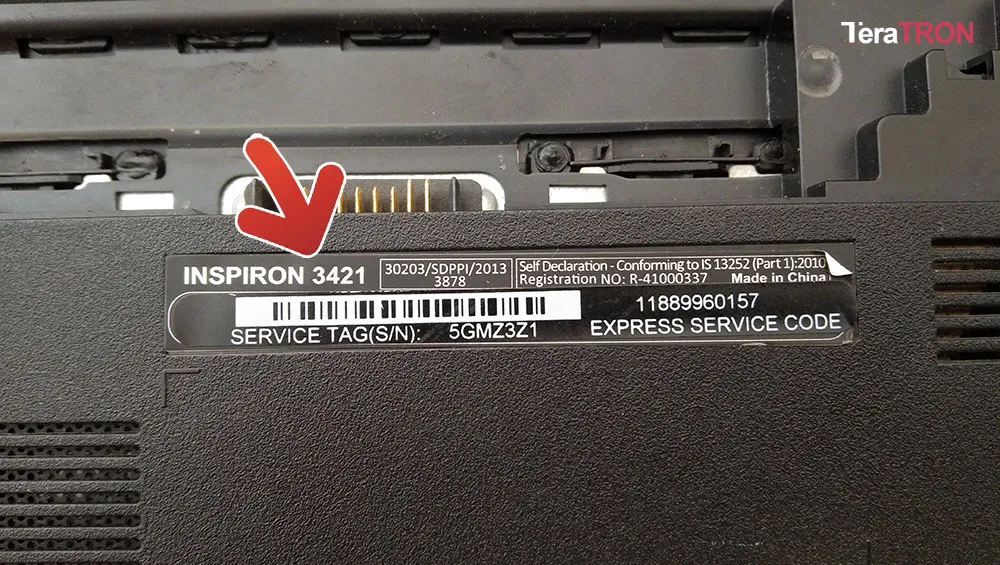 TeraTRON
INSPIRON 3421
30203/SDPPI/2013
3878
Self Declaration - Conforming to IS 13252 (Part 1):2010
Registration NO: R-41000337 Made in China
SERVICE TAG(S/N): 5GMZ3Z1
11889960157
EXPRESS SERVICE CODE